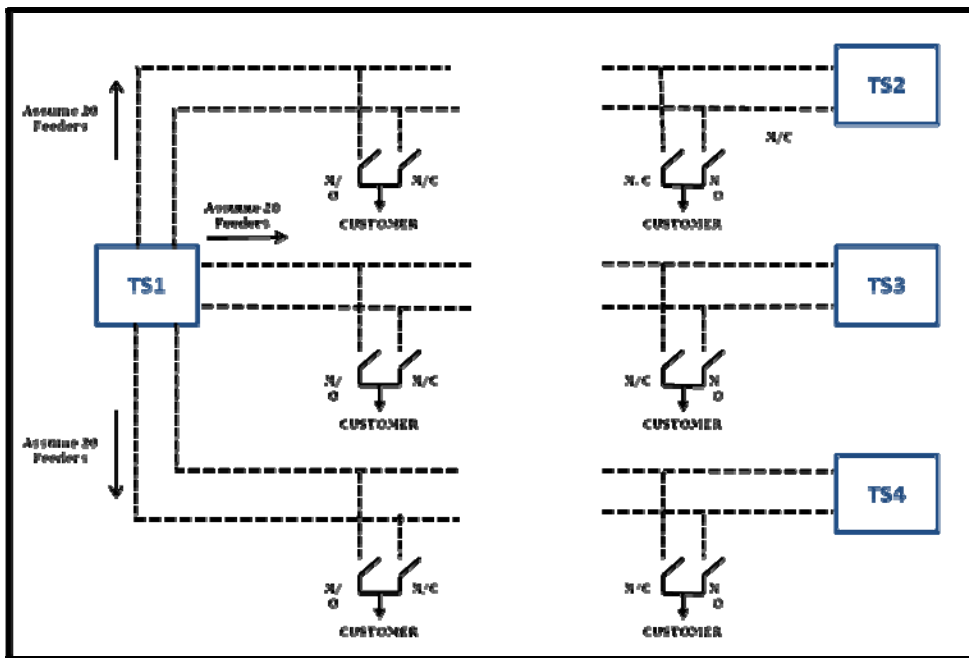 TS2
Assume 20
Feeders
N/C
N/
O
N/C
N.C
N
O
Assume 20
Feeders
CUSTOMER
CUSTOMER
TS1
TS3
N/
O
N/C
N/C
N
O
CUSTOMER
CUSTOMER
Assume 20
Feeders
TS4
N/
O
N/C
N/C
N
O
CUSTOMER
CUSTOMER